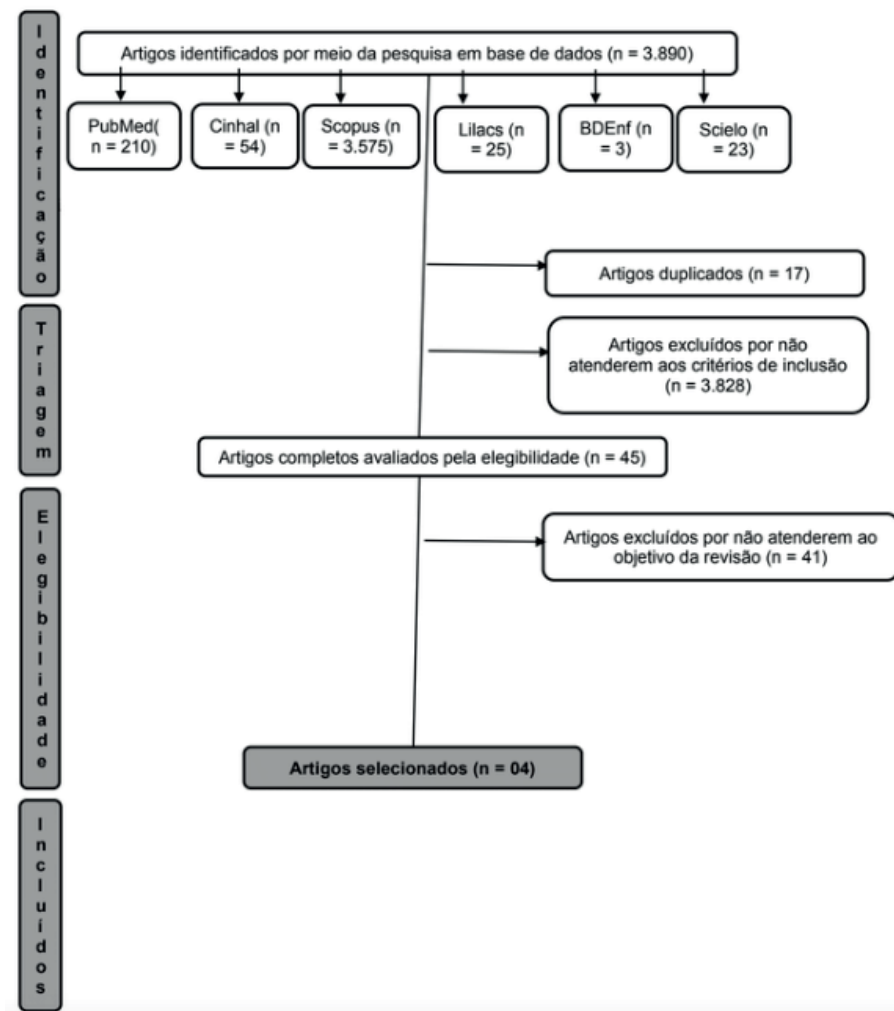 Identificação
Artigos identificados por meio da pesquisa em base de dados (n = 3.890)
PubMed(
n = 210)
Cinhal (n
= 54)
Scopus (n
= 3.575)
Lilacs (n
= 25)
BDEnf (n
= 3)
Scielo (n
= 23)
Artigos duplicados (n = 17)
Triagem
Artigos excluídos por não
atenderem aos critérios de inclusão
(n = 3.828)
Artigos completos avaliados pela elegibilidade (n = 45)
Elegibilidade
Artigos excluídos por não atenderem ao
objetivo da revisão (n = 41)
Artigos selecionados (n = 04)
Incluídos